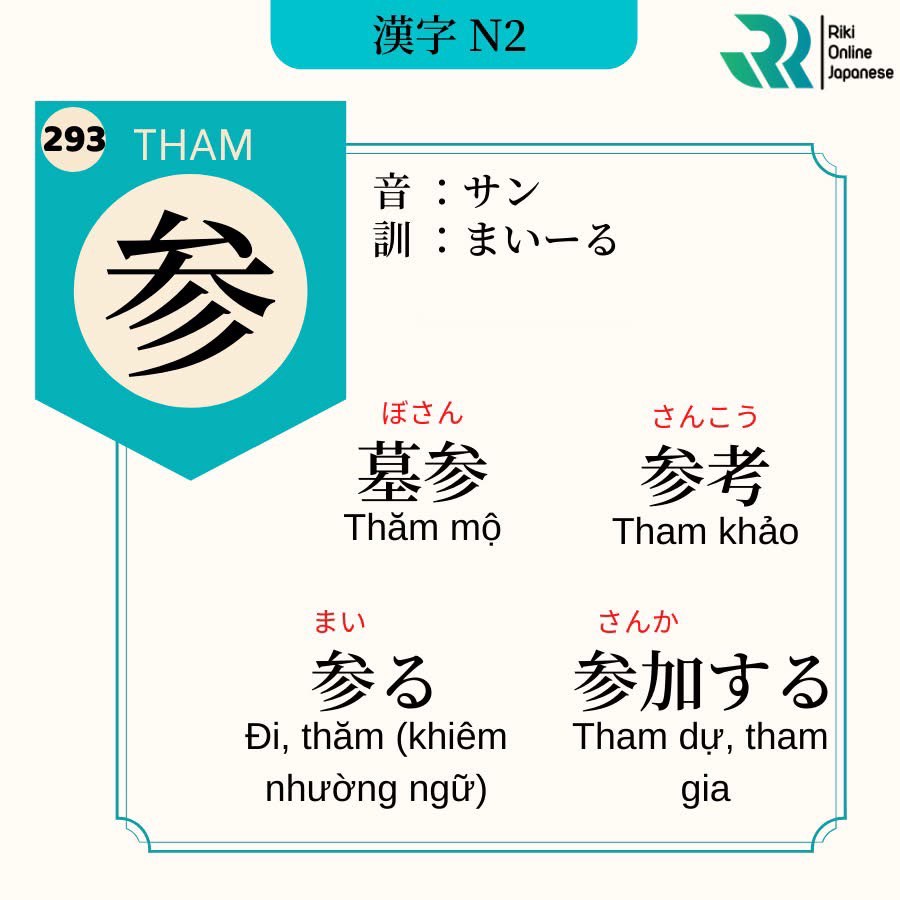 漢字 N2
Riki
Online
Japanese
293
THAM
参
音 ：サン
訓 ：まいーる
ぼさん
墓参
Thăm mộ
さんこう
参考
Tham khảo
まい
参る
Đi, thăm (khiêm
nhường ngữ)
さんか
参加する
Tham dự, tham
gia